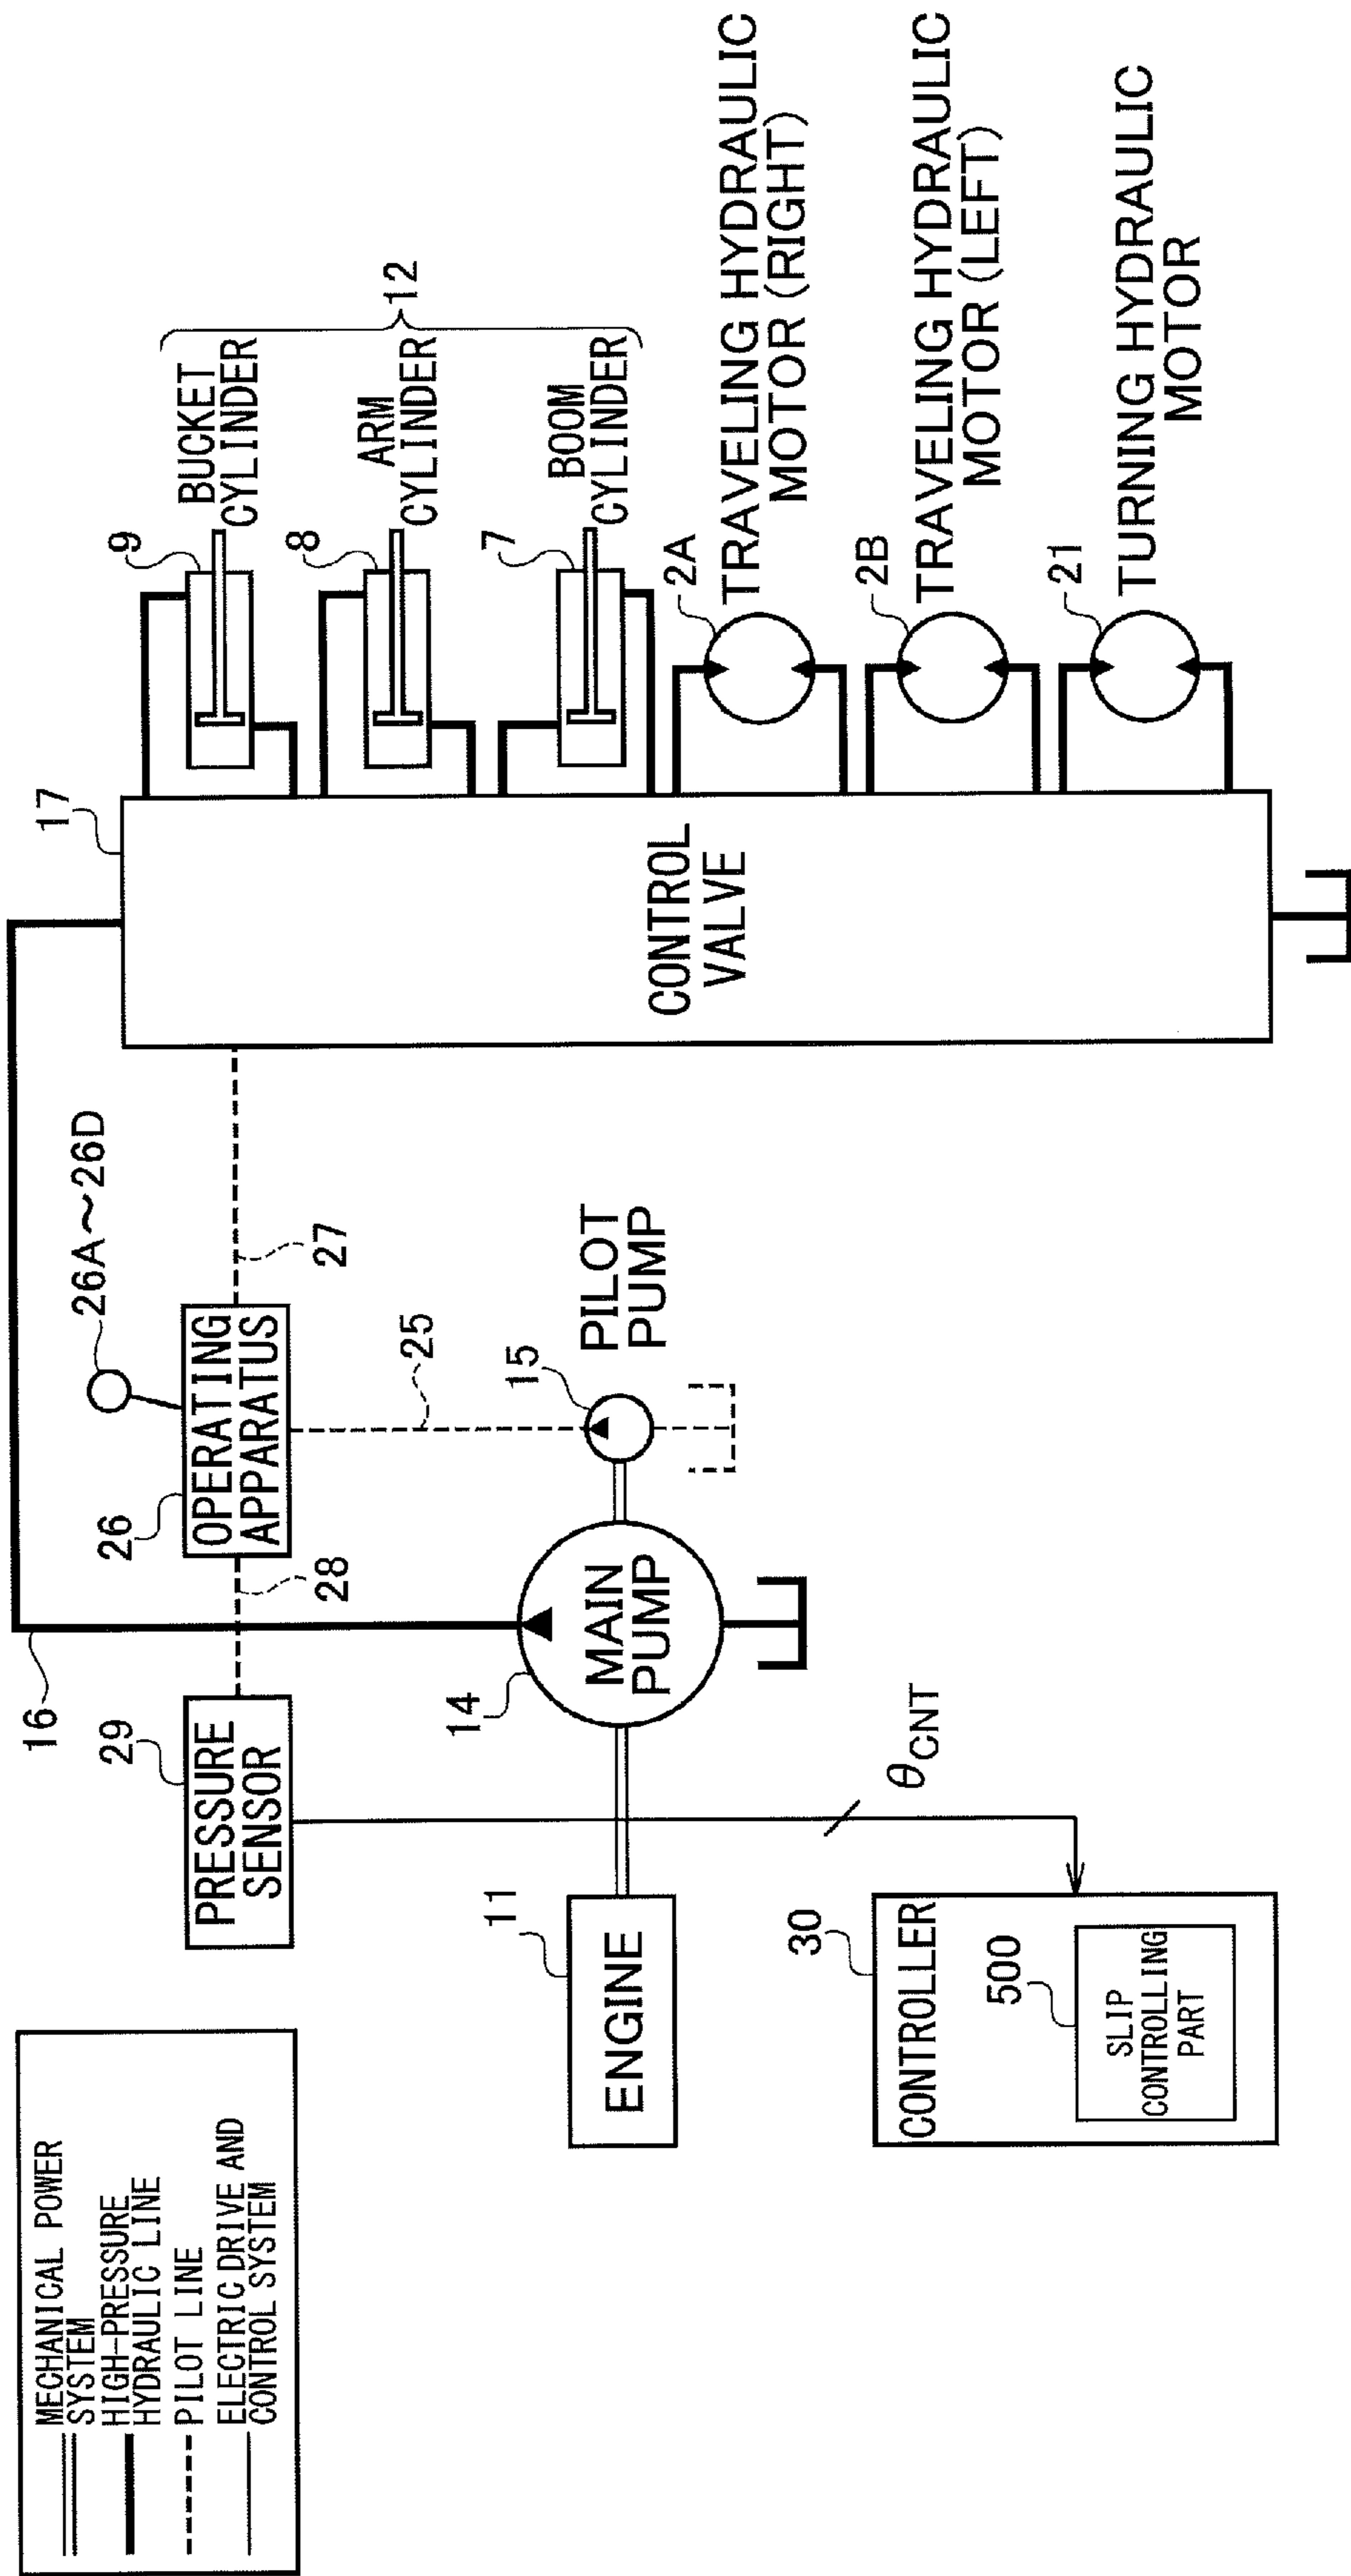 MECHANICAL POWER
SYSTEM
HIGH-PRESSURE
HYDRAULIC LINE
PILOT LINE
ELECTRIC DRIVE AND
CONTROL SYSTEM
16
29
PRESSURE
SENSOR
28
26
OPERATING
APPARATUS
26A~26D
27
25
17
CONTROL
VALVE
9
BUCKET
CYLINDER
8
ARM
CYLINDER
7
BOOM
CYLINDER
12
2A
TRAVELING HYDRAULIC
MOTOR (RIGHT)
2B
TRAVELING HYDRAULIC
MOTOR (LEFT)
21
TURNING HYDRAULIC
MOTOR
11
ENGINE
14
MAIN
PUMP
15
PILOT
PUMP
θCNT
30
CONTROLLER
500
SLIP
CONTROLLING
PART